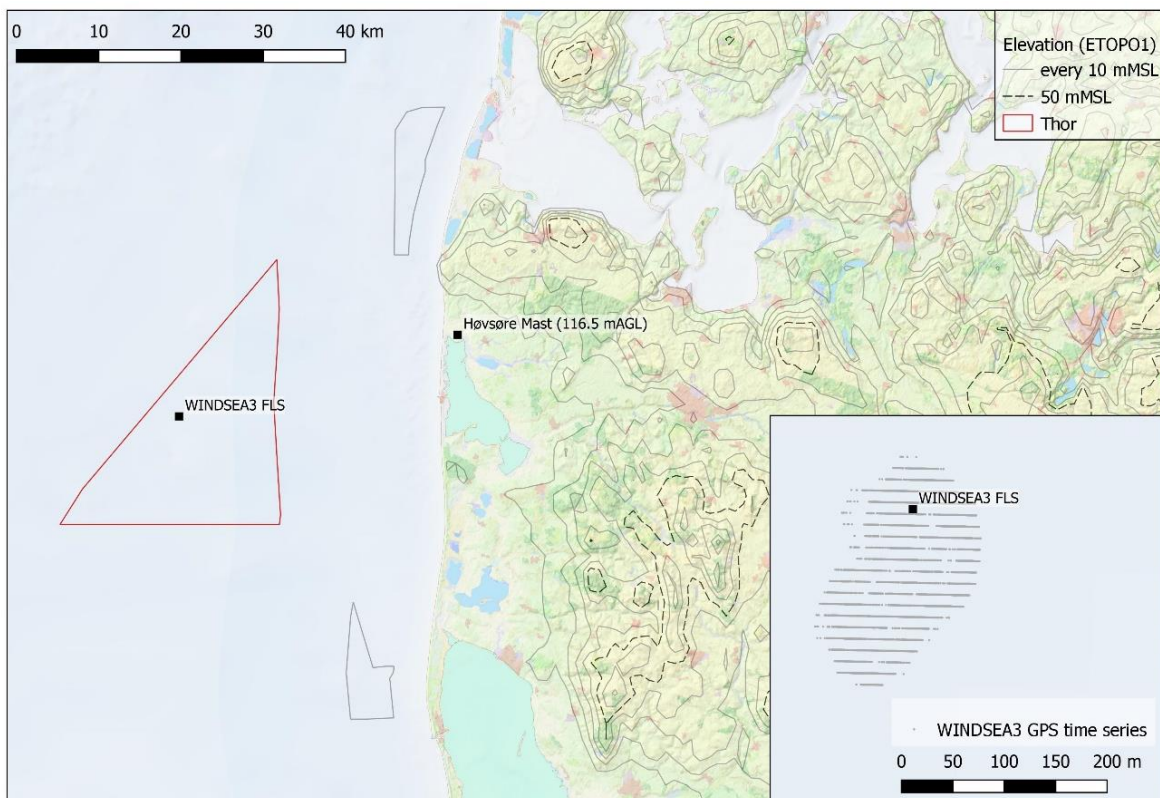 0 10 20 30 40 km
Elevation (ETOPO1)
every 10 mMSL
50 mMSL
Thor
Høvsøre Mast (116.5 mAGL)
WINDSEA3 FLS
WINDSEA3 FLS
WINDSEA3 GPS time series
0 50 100 150 200 m